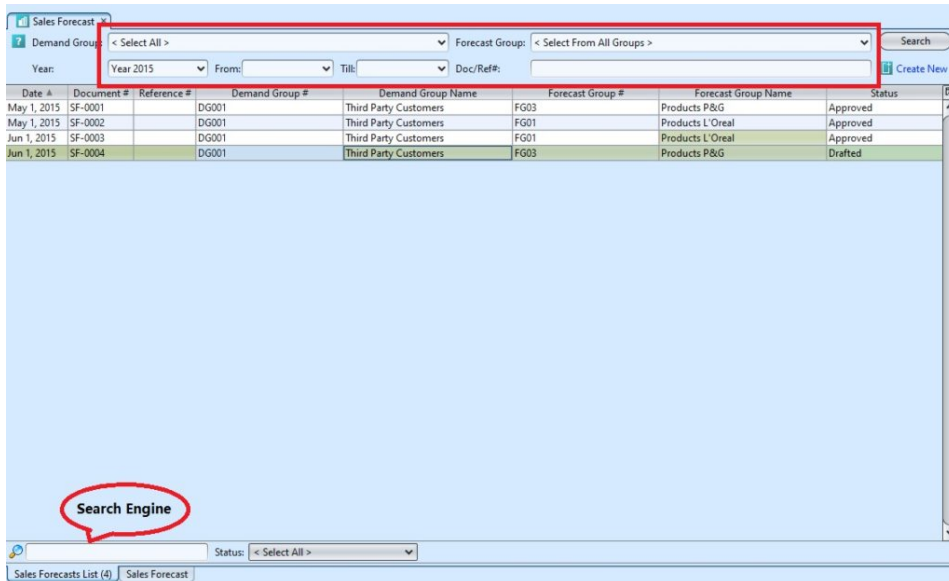 Sales Forecast
Demand Group: < Select All > Forecast Group: < Select From All Groups > Search
Year: Year 2015 From: Till: Doc/Ref#: Create New
Date Document # Reference # Demand Group # Demand Group Name Forecast Group # Forecast Group Name Status
May 1, 2015 SF-0001 DG001 Third Party Customers FG03 Products P&G Approved
May 1, 2015 SF-0002 DG001 Third Party Customers FG01 Products L'Oreal Approved
Jun 1, 2015 SF-0003 DG001 Third Party Customers FG01 Products L'Oreal Approved
Jun 1, 2015 SF-0004 DG001 Third Party Customers FG03 Products P&G Drafted
Search Engine
Status: < Select All >
Sales Forecasts List (4) Sales Forecast